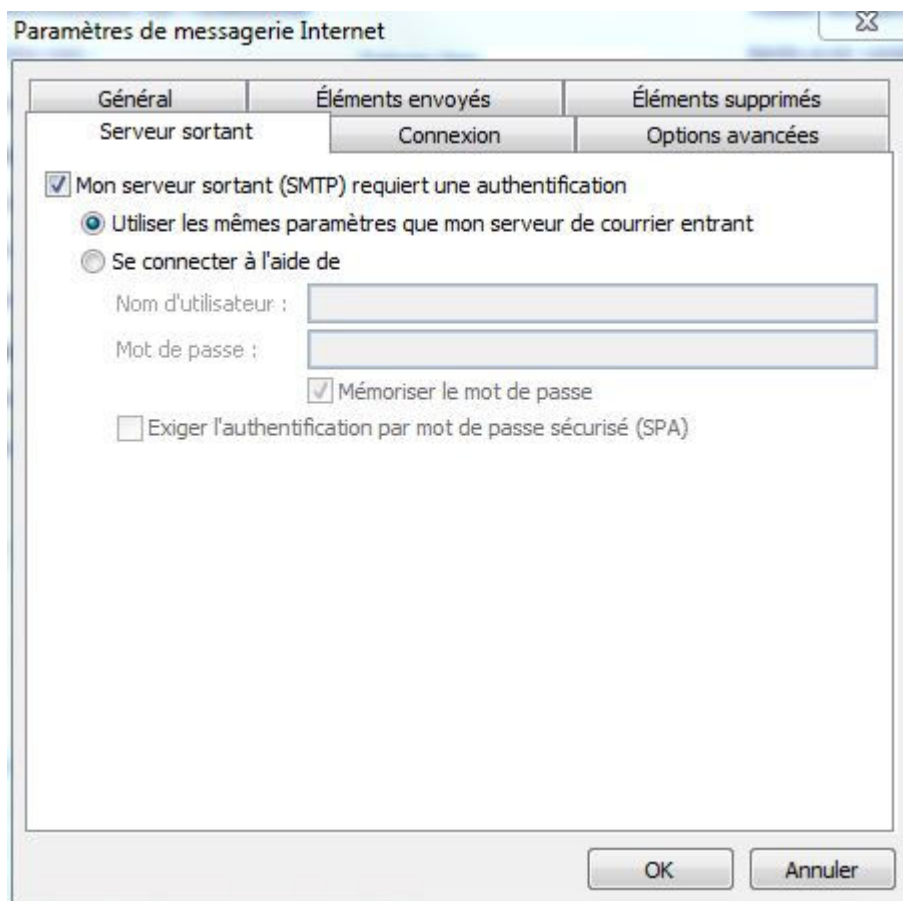 Paramètres de messagerie Internet
Général
Éléments envoyés
Éléments supprimés
Serveur sortant
Connexion
Options avancées
Mon serveur sortant (SMTP) requiert une authentification
Utiliser les mêmes paramètres que mon serveur de courrier entrant
Se connecter à l'aide de
Nom d'utilisateur :
Mot de passe :
Mémoriser le mot de passe
Exiger l'authentification par mot de passe sécurisé (SPA)
OK
Annuler